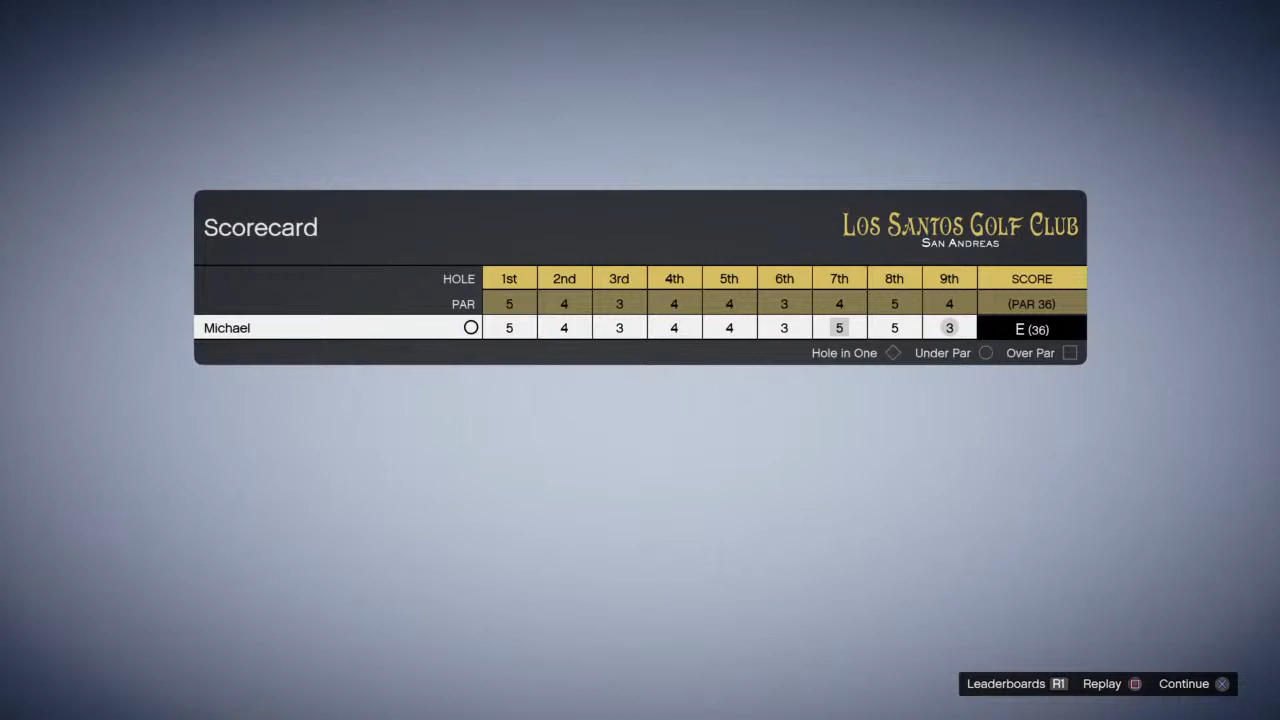 Scorecard
LOS SANTOS GOLF CLUB
SAN ANDREAS
HOLE 1st 2nd 3rd 4th 5th 6th 7th 8th 9th SCORE
PAR 5 4 3 4 4 3 4 5 4 (PAR 36)
Michael 5 4 3 4 4 3 5 5 3 E (36)
Hole in One Under Par Over Par
Leaderboards R1 Replay Continue